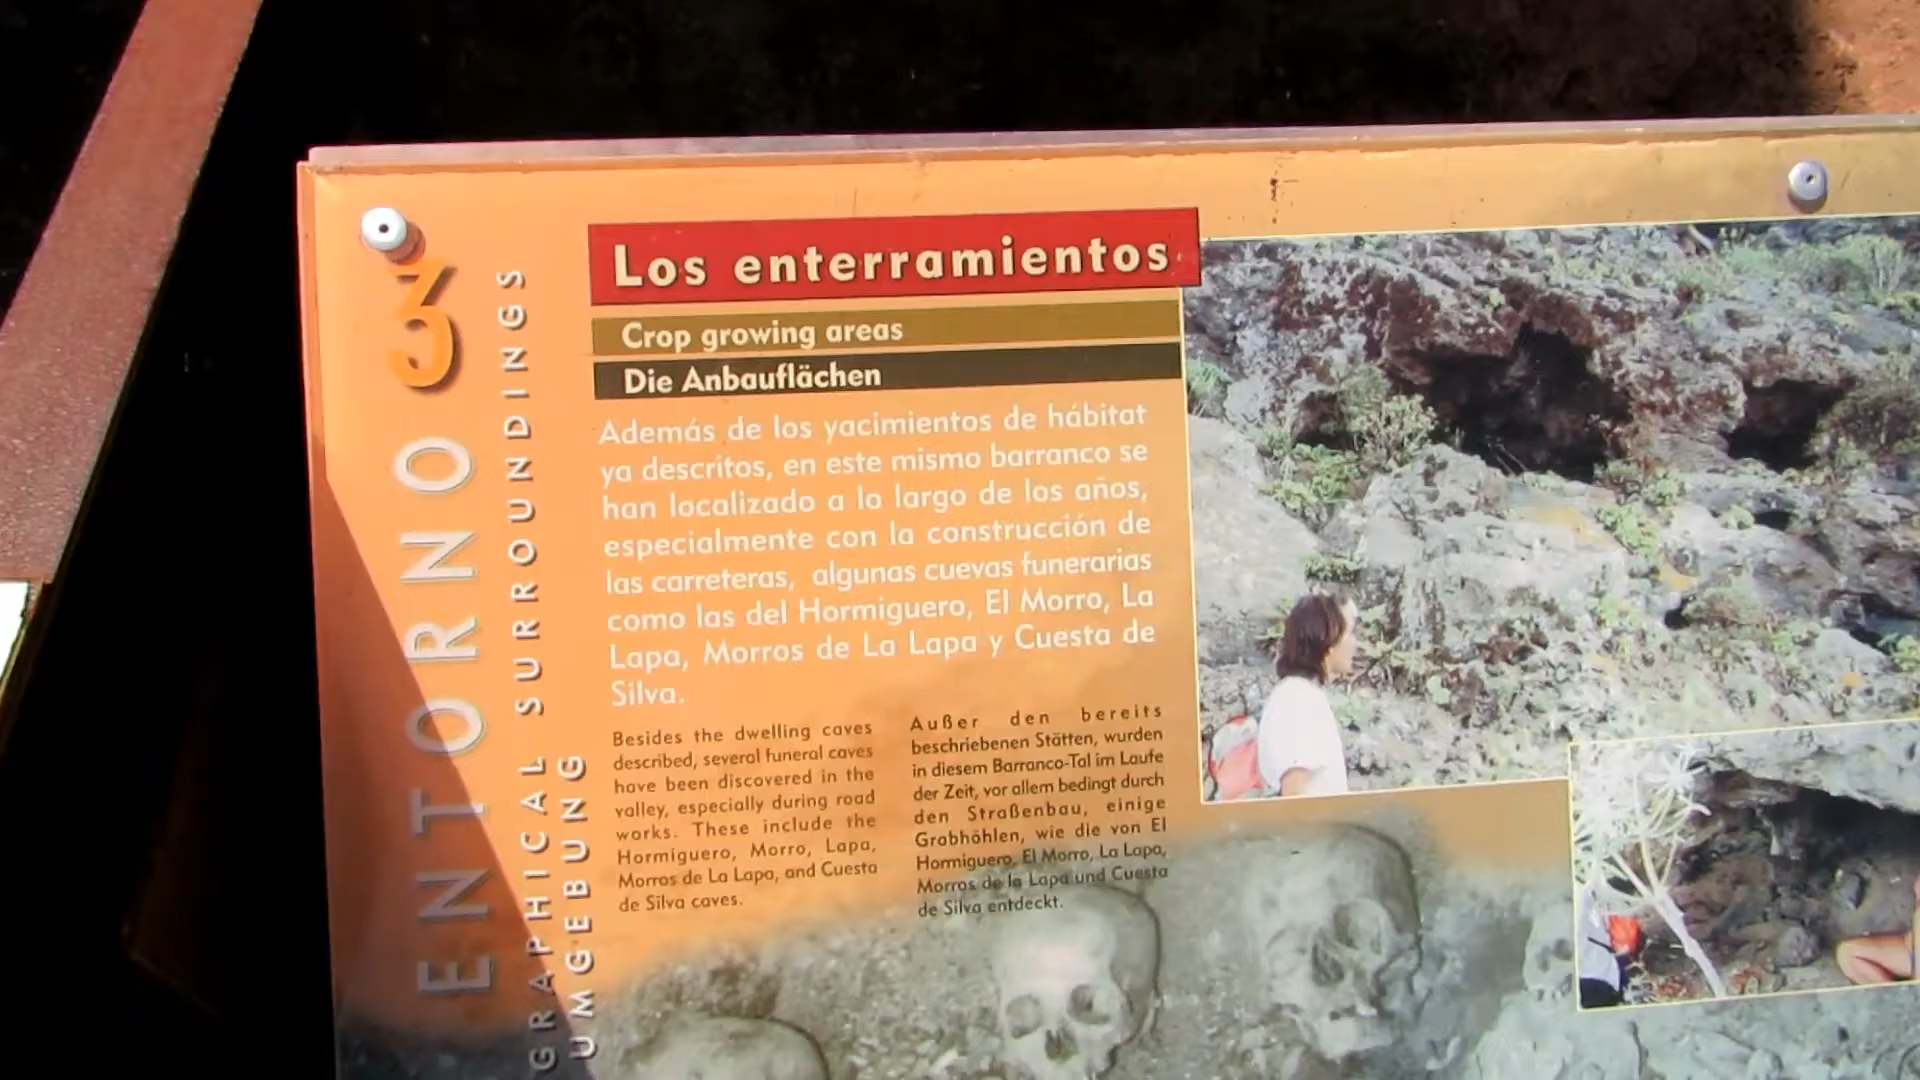 3
ENTORNO
GRAPHICAL SURROUNDINGS
UMGEBUNG
Los enterramientos
Crop growing areas
Die Anbauflächen
Además de los yacimientos de hábitat
ya descritos, en este mismo barranco se
han localizado a lo largo de los años,
especialmente con la construcción de
las carreteras, algunas cuevas funerarias
como las del Hormiguero, El Morro, La
Lapa, Morros de La Lapa y Cuesta de
Silva.
Besides the dwelling caves
described, several funeral caves
have been discovered in the
valley, especially during road
works. These include the
Hormiguero, Morro, Lapa,
Morros de La Lapa, and Cuesta
de Silva caves.
Außer den bereits
beschriebenen Stätten, wurden
in diesem Barranco-Tal im Laufe
der Zeit, vor allem bedingt durch
den Straßenbau, einige
Grabhöhlen, wie die von El
Hormiguero, El Morro, La Lapa,
Morros de la Lapa und Cuesta
de Silva entdeckt.